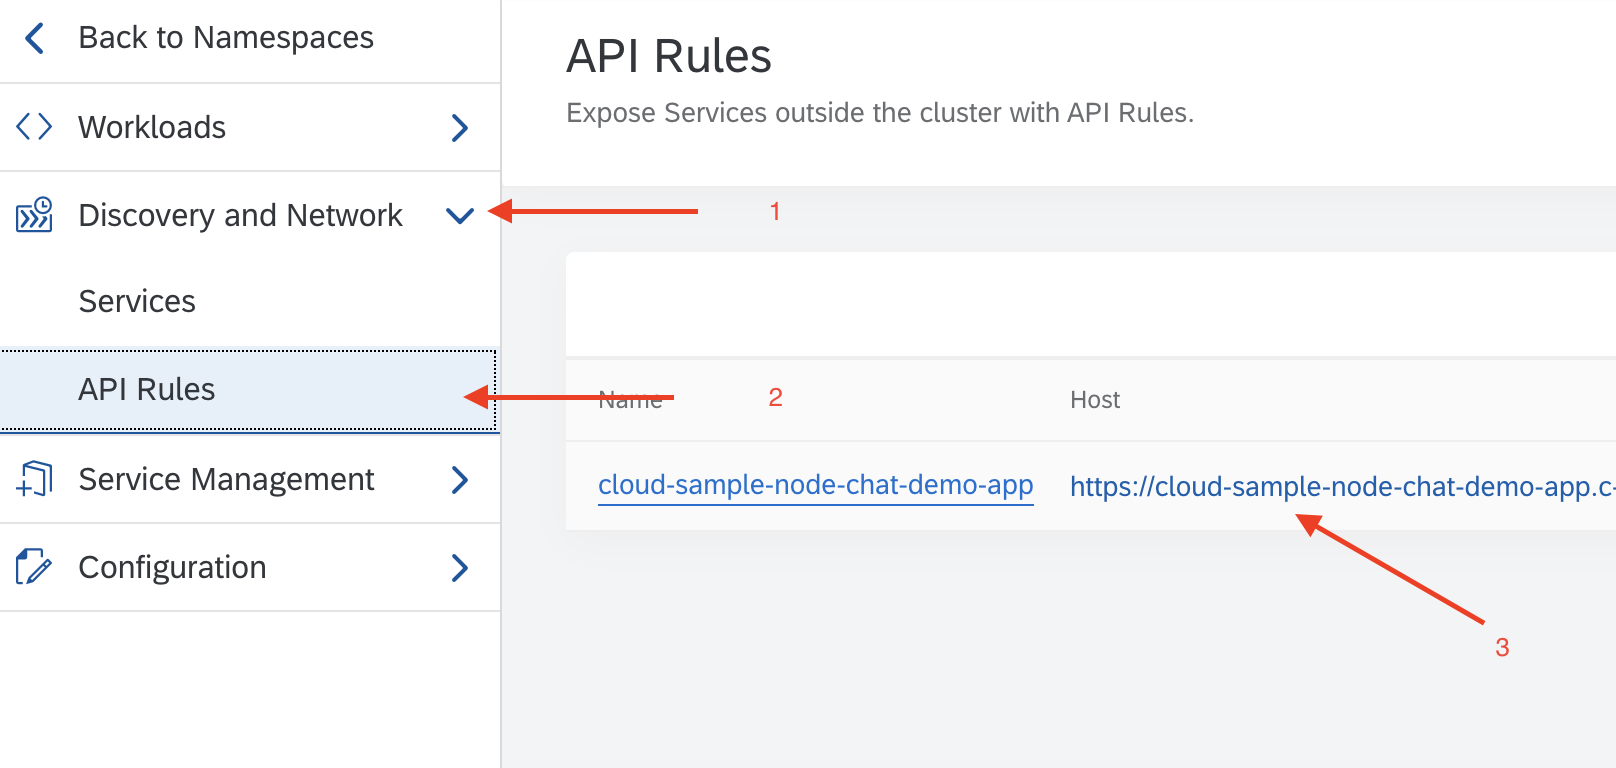 Back to Namespaces
Workloads
Discovery and Network
Services
API Rules
Service Management
Configuration
API Rules
Expose Services outside the cluster with API Rules.
1
2
Name Host
cloud-sample-node-chat-demo-app https://cloud-sample-node-chat-demo-app.c-
3